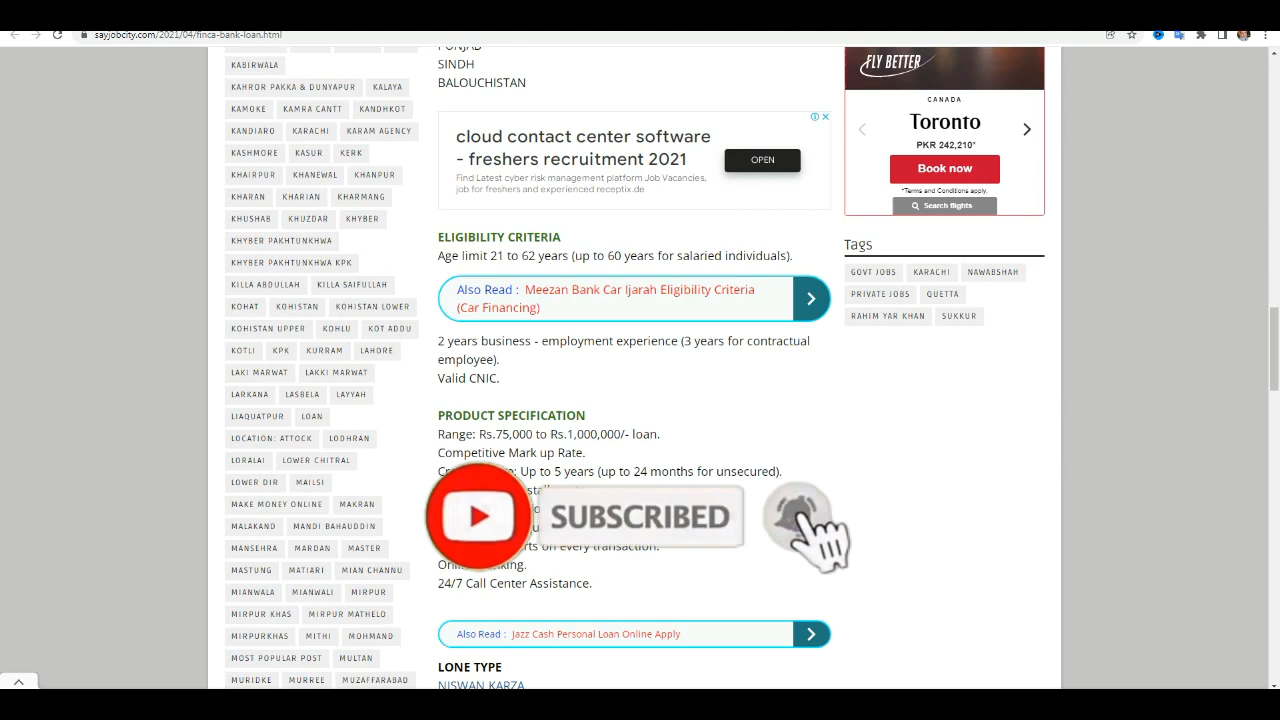 sayjobcity.com/2021/04/finca-bank-loan.html
KABIRWALA
KAHROR PAKKA & DUNYAPUR KALAYA
KAMOKE KAMRA CANTT KANDHKOT
KANDIARO KARACHI KARAM AGENCY
KASHMORE KASUR KERK
KHAIRPUR KHANEWAL KHANPUR
KHARAN KHARIAN KHARMANG
KHUSHAB KHUZDAR KHYBER
KHYBER PAKHTUNKHWA
KHYBER PAKHTUNKHWA KPK
KILLA ABDULLAH KILLA SAIFULLAH
KOHAT KOHISTAN KOHISTAN LOWER
KOHISTAN UPPER KOHLU KOT ADDU
KOTLI KPK KURRAM LAHORE
LAKI MARWAT LAKKI MARWAT
LARKANA LASBELA LAYYAH
LIAQUATPUR LOAN
LOCATION: ATTOCK LODHRAN
LORALAI LOWER CHITRAL
LOWER DIR MAILSI
MAKE MONEY ONLINE MAKRAN
MALAKAND MANDI BAHAUDDIN
MANSEHRA MARDAN MASTER
MASTUNG MATIARI MIAN CHANNU
MIANWALA MIANWALI MIRPUR
MIRPUR KHAS MIRPUR MATHELO
MIRPURKHAS MITHI MOHMAND
MOST POPULAR POST MULTAN
MURIDKE MURREE MUZAFFARABAD
PUNJAB
SINDH
BALOUCHISTAN
cloud contact center software
- freshers recruitment 2021
Find Latest cyber risk management platform Job Vacancies,
job for freshers and experienced receptix.de
OPEN
ELIGIBILITY CRITERIA
Age limit 21 to 62 years (up to 60 years for salaried individuals).
Also Read : Meezan Bank Car Ijarah Eligibility Criteria
(Car Financing)
2 years business - employment experience (3 years for contractual
employee).
Valid CNIC.
PRODUCT SPECIFICATION
Range: Rs.75,000 to Rs.1,000,000/- loan.
Competitive Mark up Rate.
Up to 5 years (up to 24 months for unsecured).
SUBSCRIBED
on every transaction.
24/7 Call Center Assistance.
Also Read : Jazz Cash Personal Loan Online Apply
LONE TYPE
NISWAN KARZA
FLY BETTER
CANADA
Toronto
PKR 242,210*
Book now
*Terms and Conditions apply.
Search flights
Tags
GOVT JOBS KARACHI NAWABSHAH
PRIVATE JOBS QUETTA
RAHIM YAR KHAN SUKKUR